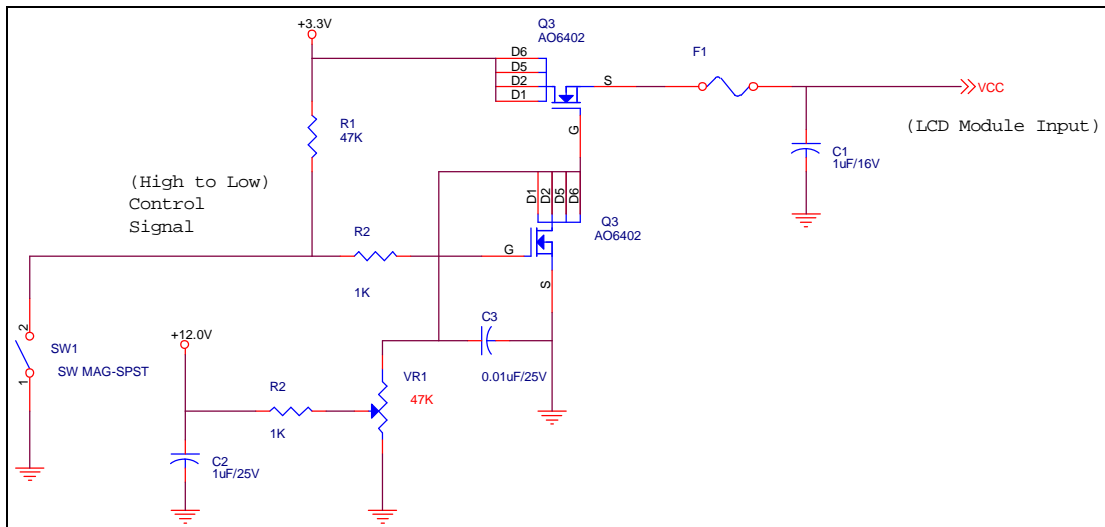 +3.3V
Q3
AO6402
D6
D5
D2
D1
S
G
F1
VCC
(LCD Module Input)
R1
47K
C1
1uF/16V
(High to Low)
Control
Signal
D1
D2
D5
D6
Q3
AO6402
R2
1K
G
S
2
1
SW1
SW MAG-SPST
+12.0V
C3
0.01uF/25V
R2
1K
VR1
47K
C2
1uF/25V